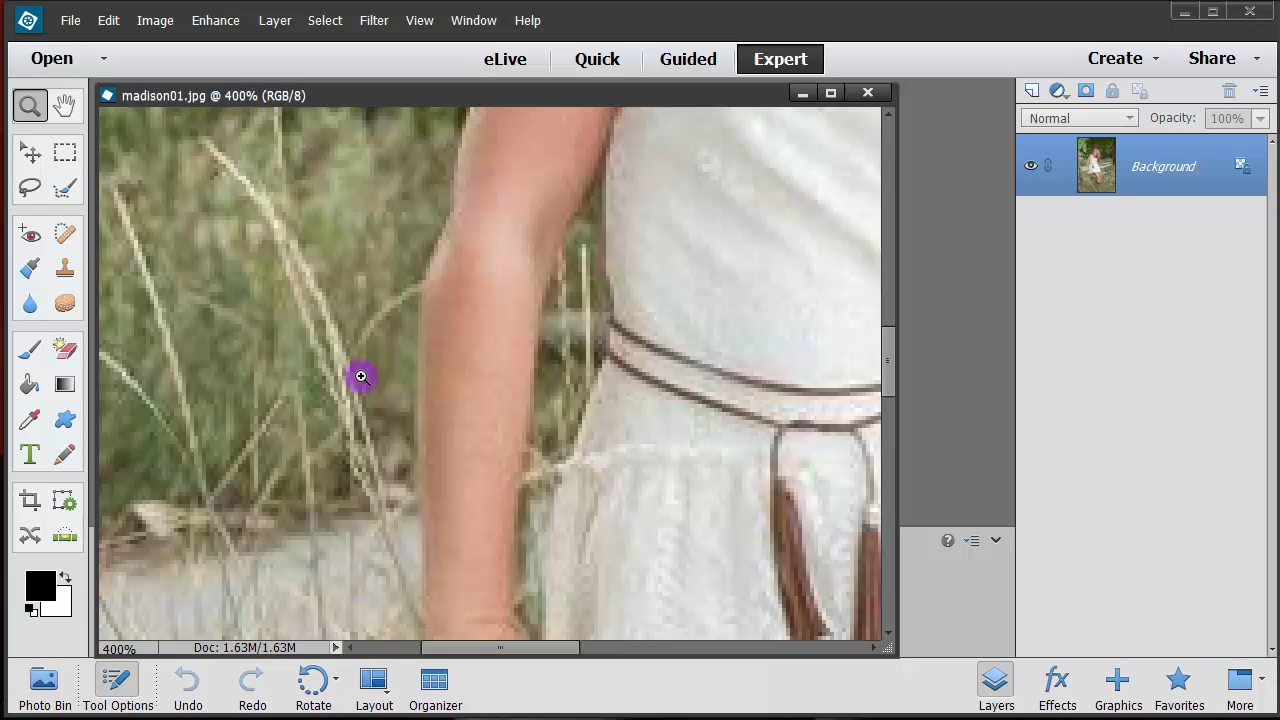 File Edit Image Enhance Layer Select Filter View Window Help
Open eLive Quick Guided Expert Create Share
madison01.jpg @ 400% (RGB/8)
Normal Opacity: 100%
Background
T
400% Doc: 1.63M/1.63M
Photo Bin Tool Options Undo Redo Rotate Layout Organizer Layers Effects Graphics Favorites More